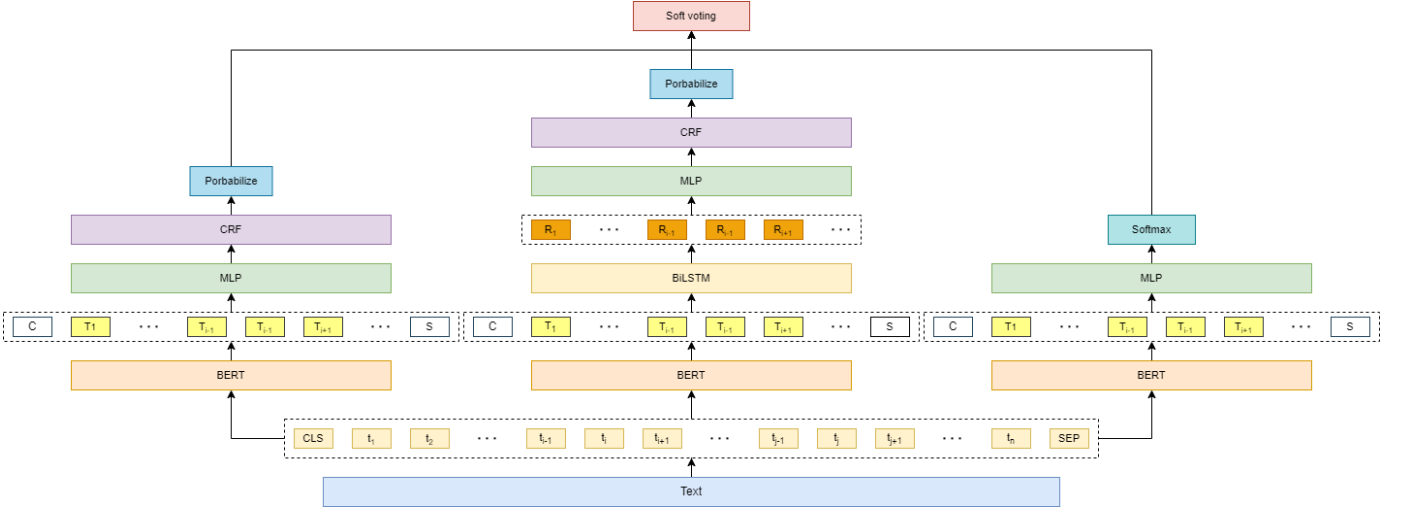 Soft voting
Porbabilize
CRF
Porbabilize
MLP
CRF
R1 ··· Ri-1 Ri-1 Ri+1 ···
Softmax
MLP
BiLSTM
MLP
C T1 ··· Ti-1 Ti-1 Ti+1 ··· S
C T1 ··· Ti-1 Ti-1 Ti+1 ··· S
C T1 ··· Ti-1 Ti-1 Ti+1 ··· S
BERT
BERT
BERT
CLS t1 t2 ··· ti-1 ti ti+1 ··· tj-1 tj tj+1 ··· tn SEP
Text